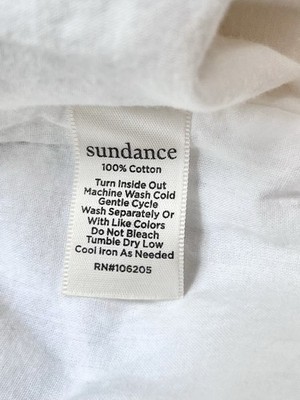 sundance
100% Cotton
Turn Inside Out
Machine Wash Cold
Gentle Cycle
Wash Separately Or
With Like Colors
Do Not Bleach
Tumble Dry Low
Cool Iron As Needed
RN#106205